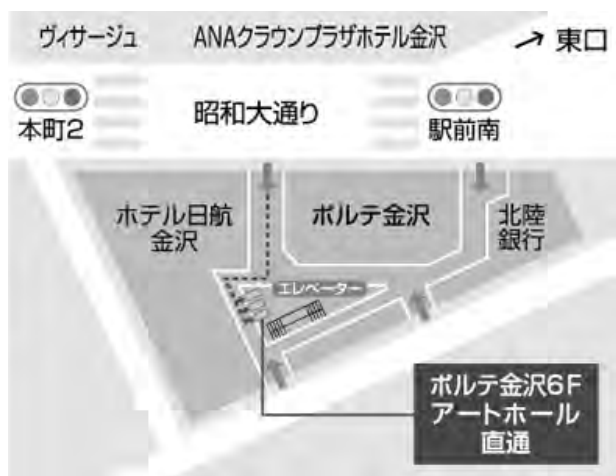 ヴィサージュ
ANAクラウンプラザホテル金沢
東口
本町2
昭和大通り
駅前南
ホテル日航
金沢
ポルテ金沢
北陸
銀行
エレベーター
ポルテ金沢6F
アートホール
直通